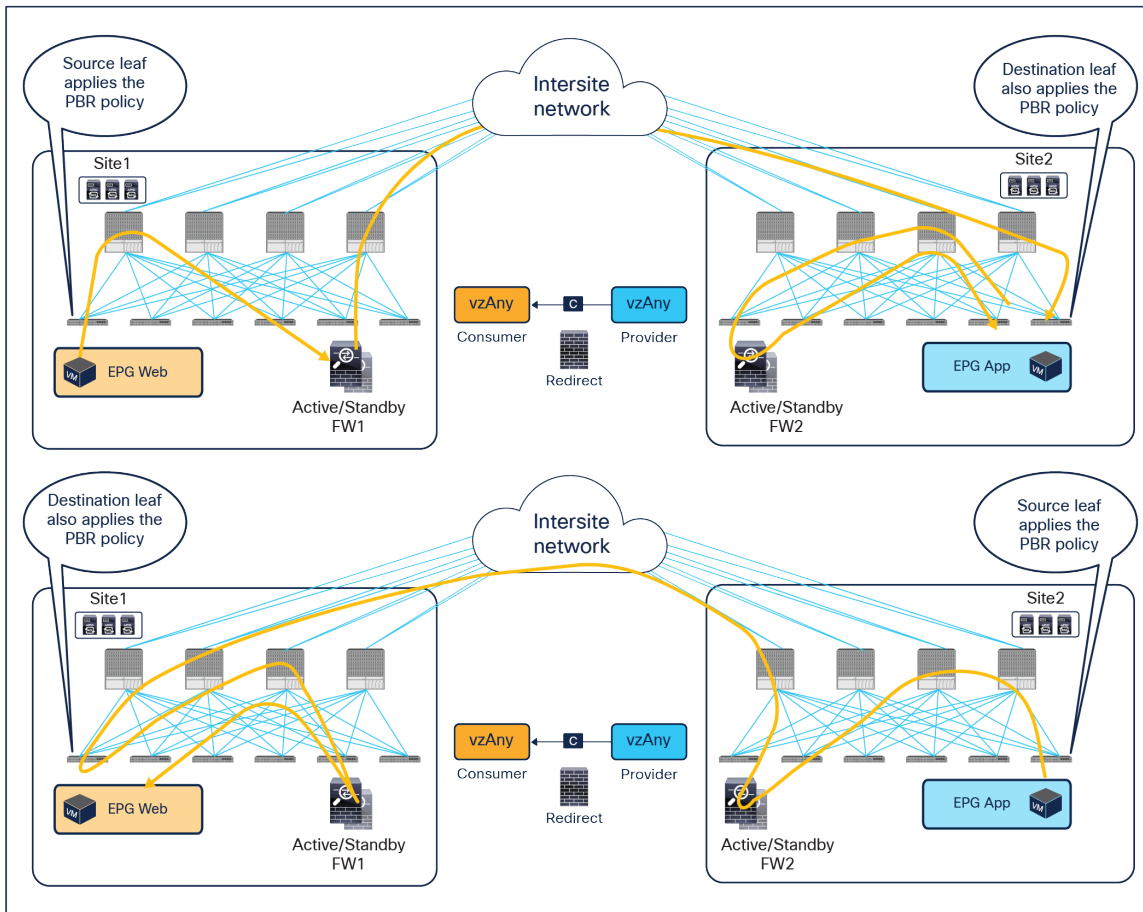 Source leaf
applies the
PBR policy
Intersite
network
Destination leaf
also applies the
PBR policy
Site1
Site2
vzAny
C
vzAny
Consumer
Provider
Redirect
VM
EPG Web
Active/Standby
FW1
Active/Standby
FW2
EPG App
VM
Destination leaf
also applies the
PBR policy
Intersite
network
Source leaf
applies the
PBR policy
Site1
Site2
vzAny
C
vzAny
Consumer
Provider
Redirect
VM
EPG Web
Active/Standby
FW1
Active/Standby
FW2
EPG App
VM